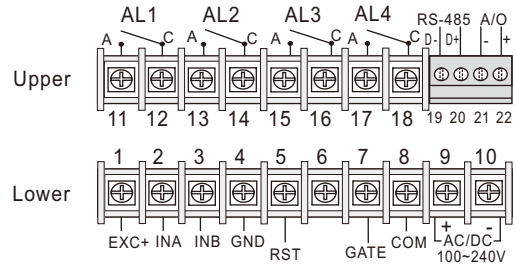 AL1 AL2 AL3 AL4 RS-485 A/O
A C A C A C A C D- D+ - +
Upper
11 12 13 14 15 16 17 18 19 20 21 22
1 2 3 4 5 6 7 8 9 10
Lower
+ -
EXC+ INA INB GND RST GATE COM AC/DC
100~240V